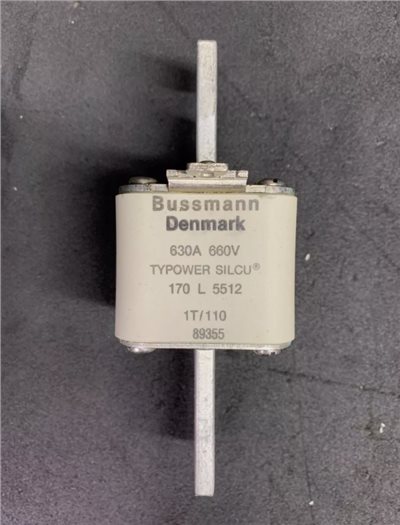 Bussmann
Denmark
630A 660V
TYPOWER SILCU®
170 L 5512
1T/110
89355